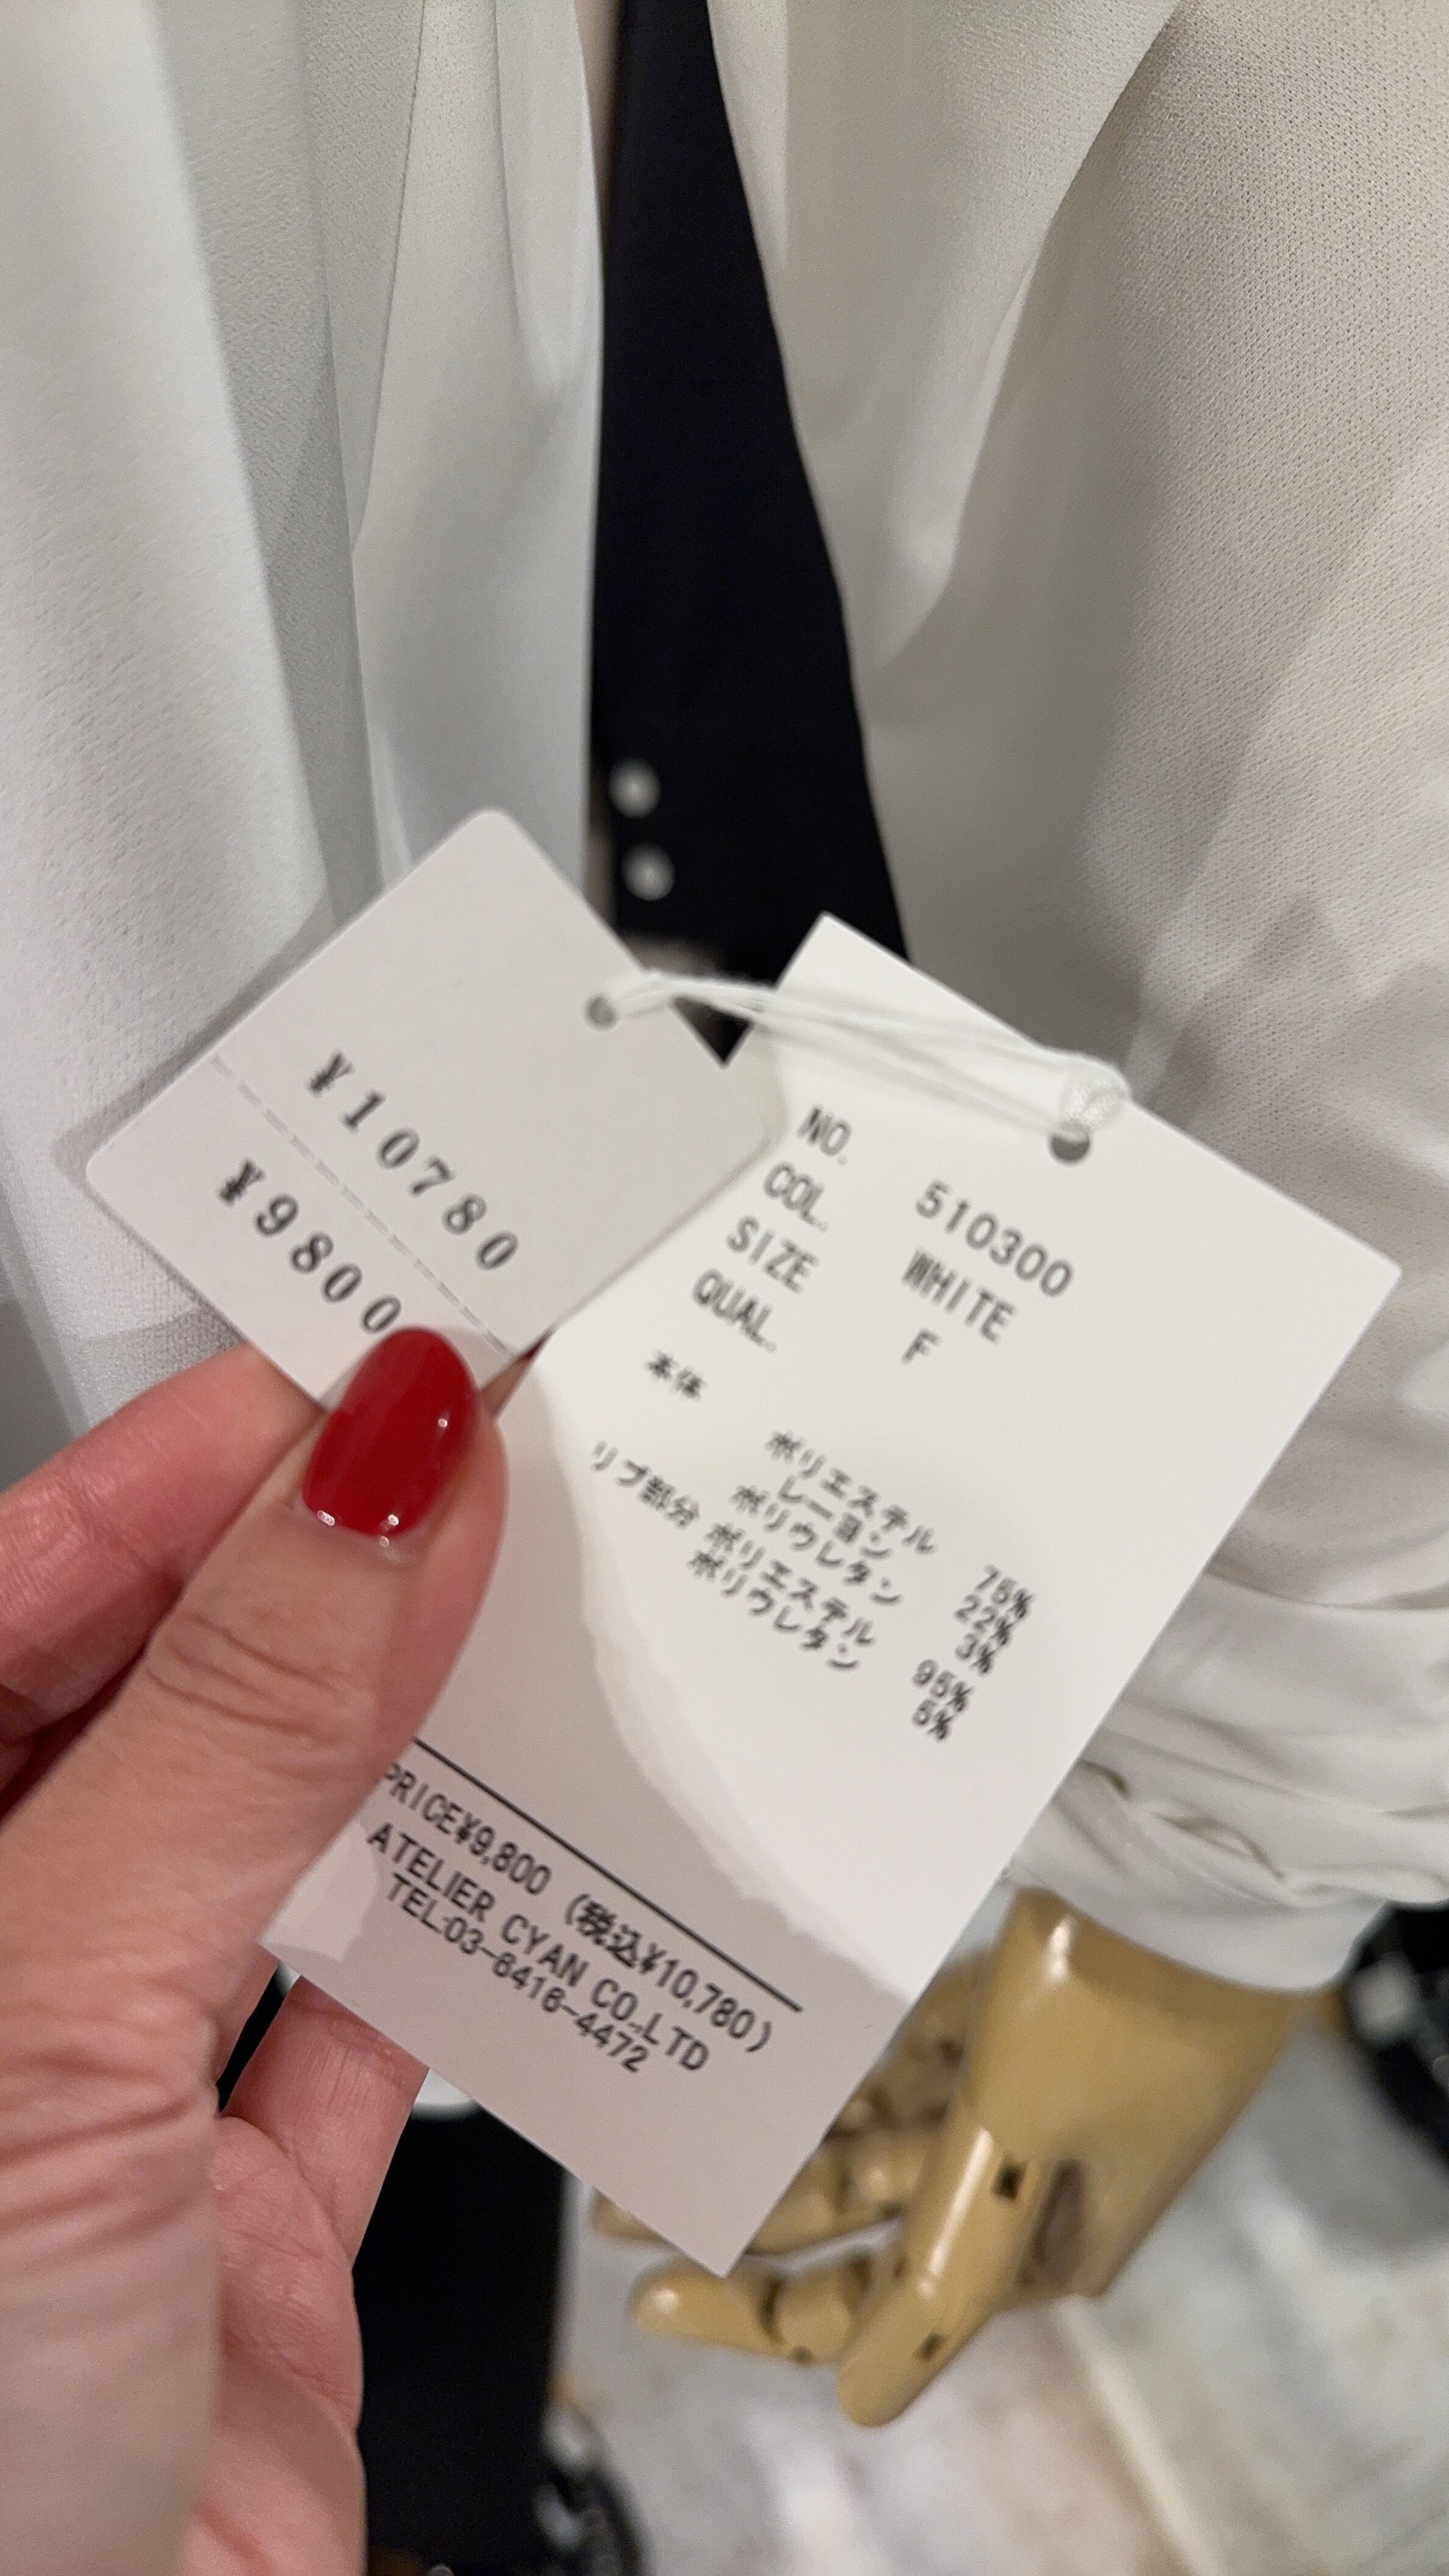 ¥10780
¥9800
NO. 510300
COL. WHITE
SIZE F
QUAL.
本体 ポリエステル 75%
レーヨン 22%
ポリウレタン 3%
リブ部分 ポリエステル 95%
ポリウレタン 5%
PRICE¥9,800 (税込¥10,780)
ATELIER CYAN CO.,LTD
TEL:03-6416-4472